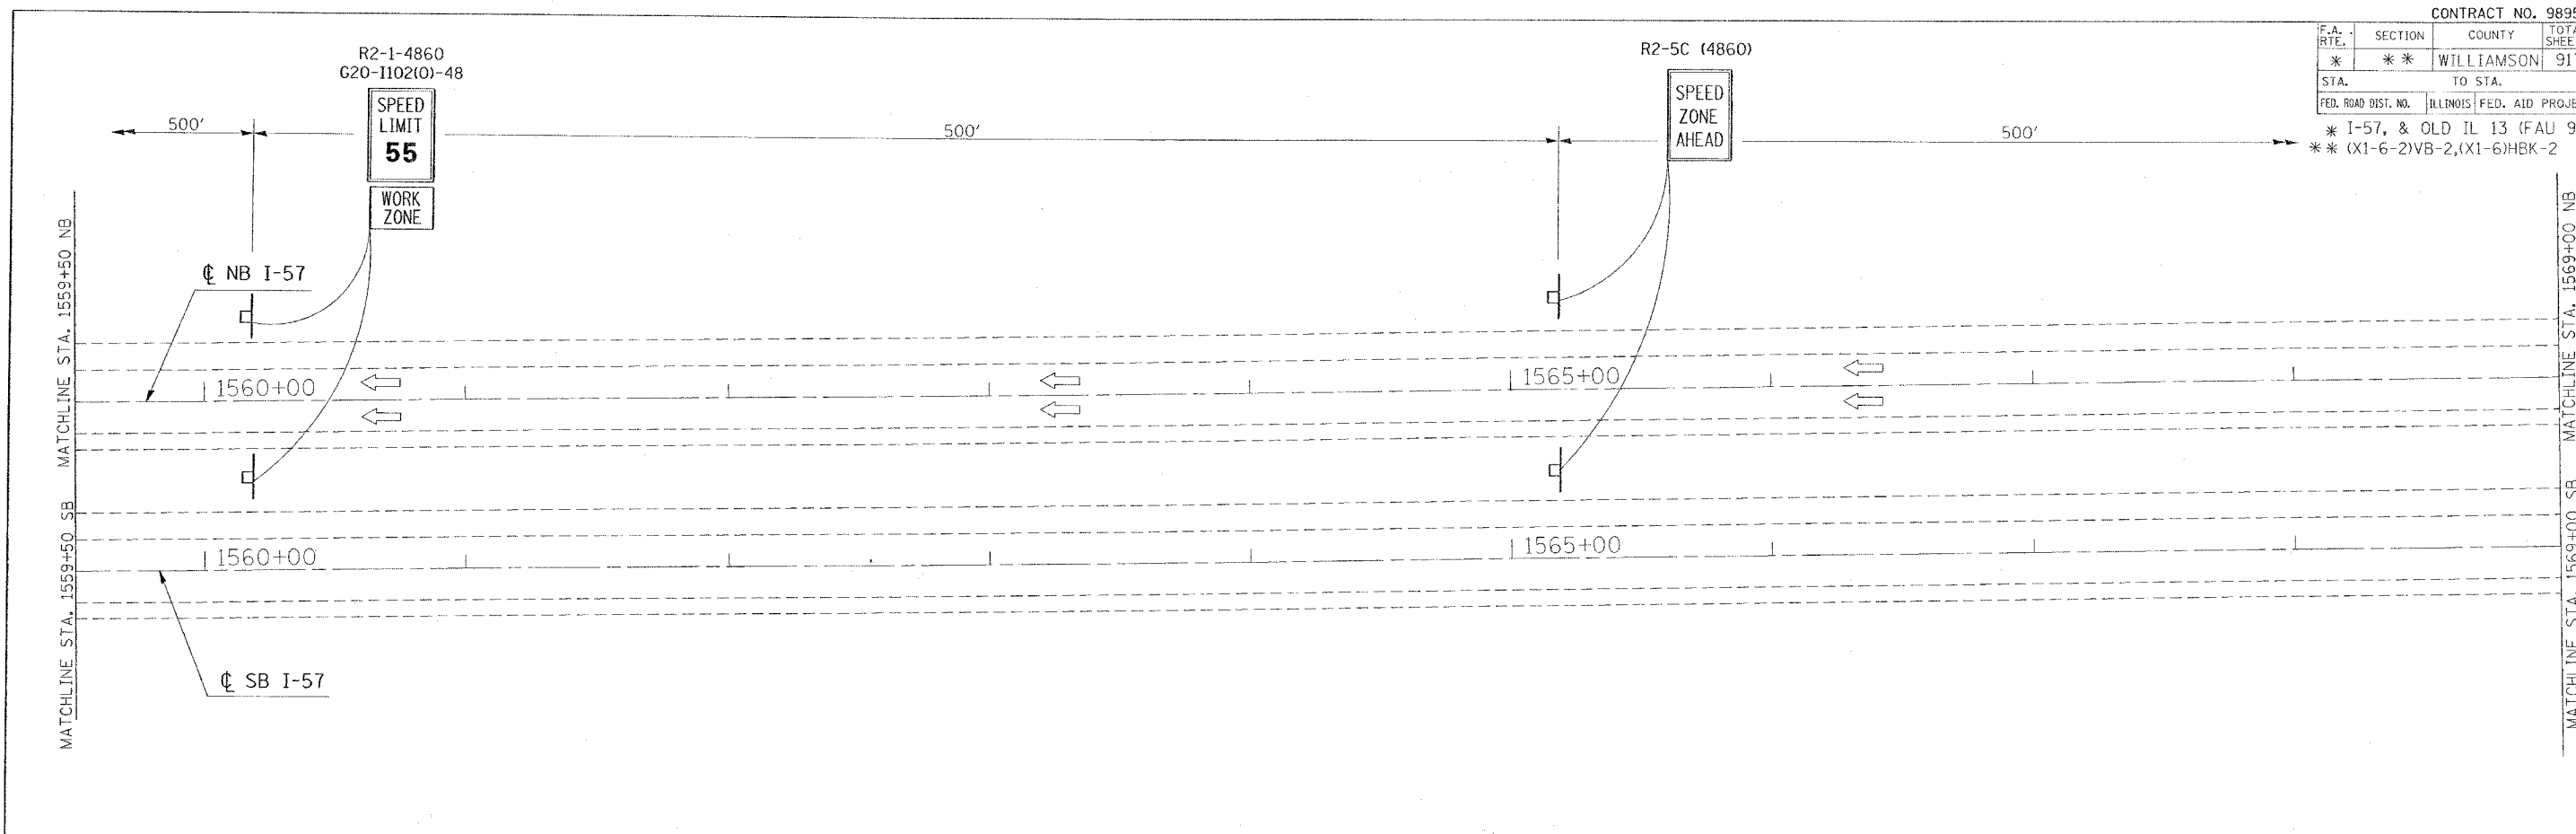 CONTRACT NO. 9895
F.A. RTE. SECTION COUNTY
* ** WILLIAMSON 917
STA. TO STA.
FED. ROAD DIST. NO. ILLINOIS FED. AID
* I-57, & OLD IL 13 (FAU 9
** (X1-6-2)VB-2,(X1-6)HBK-2
R2-1-4860
G20-I102(O)-48
SPEED
LIMIT
55
WORK
ZONE
R2-5C (4860)
SPEED
ZONE
AHEAD
500'
500'
500'
MATCHLINE STA. 1559+50 NB
MATCHLINE STA. 1569+00 NB
℄ NB I-57
1560+00
1565+00
MATCHLINE STA. 1559+50 SB
MATCHLINE STA. 1569+00 SB
1560+00
1565+00
℄ SB I-57